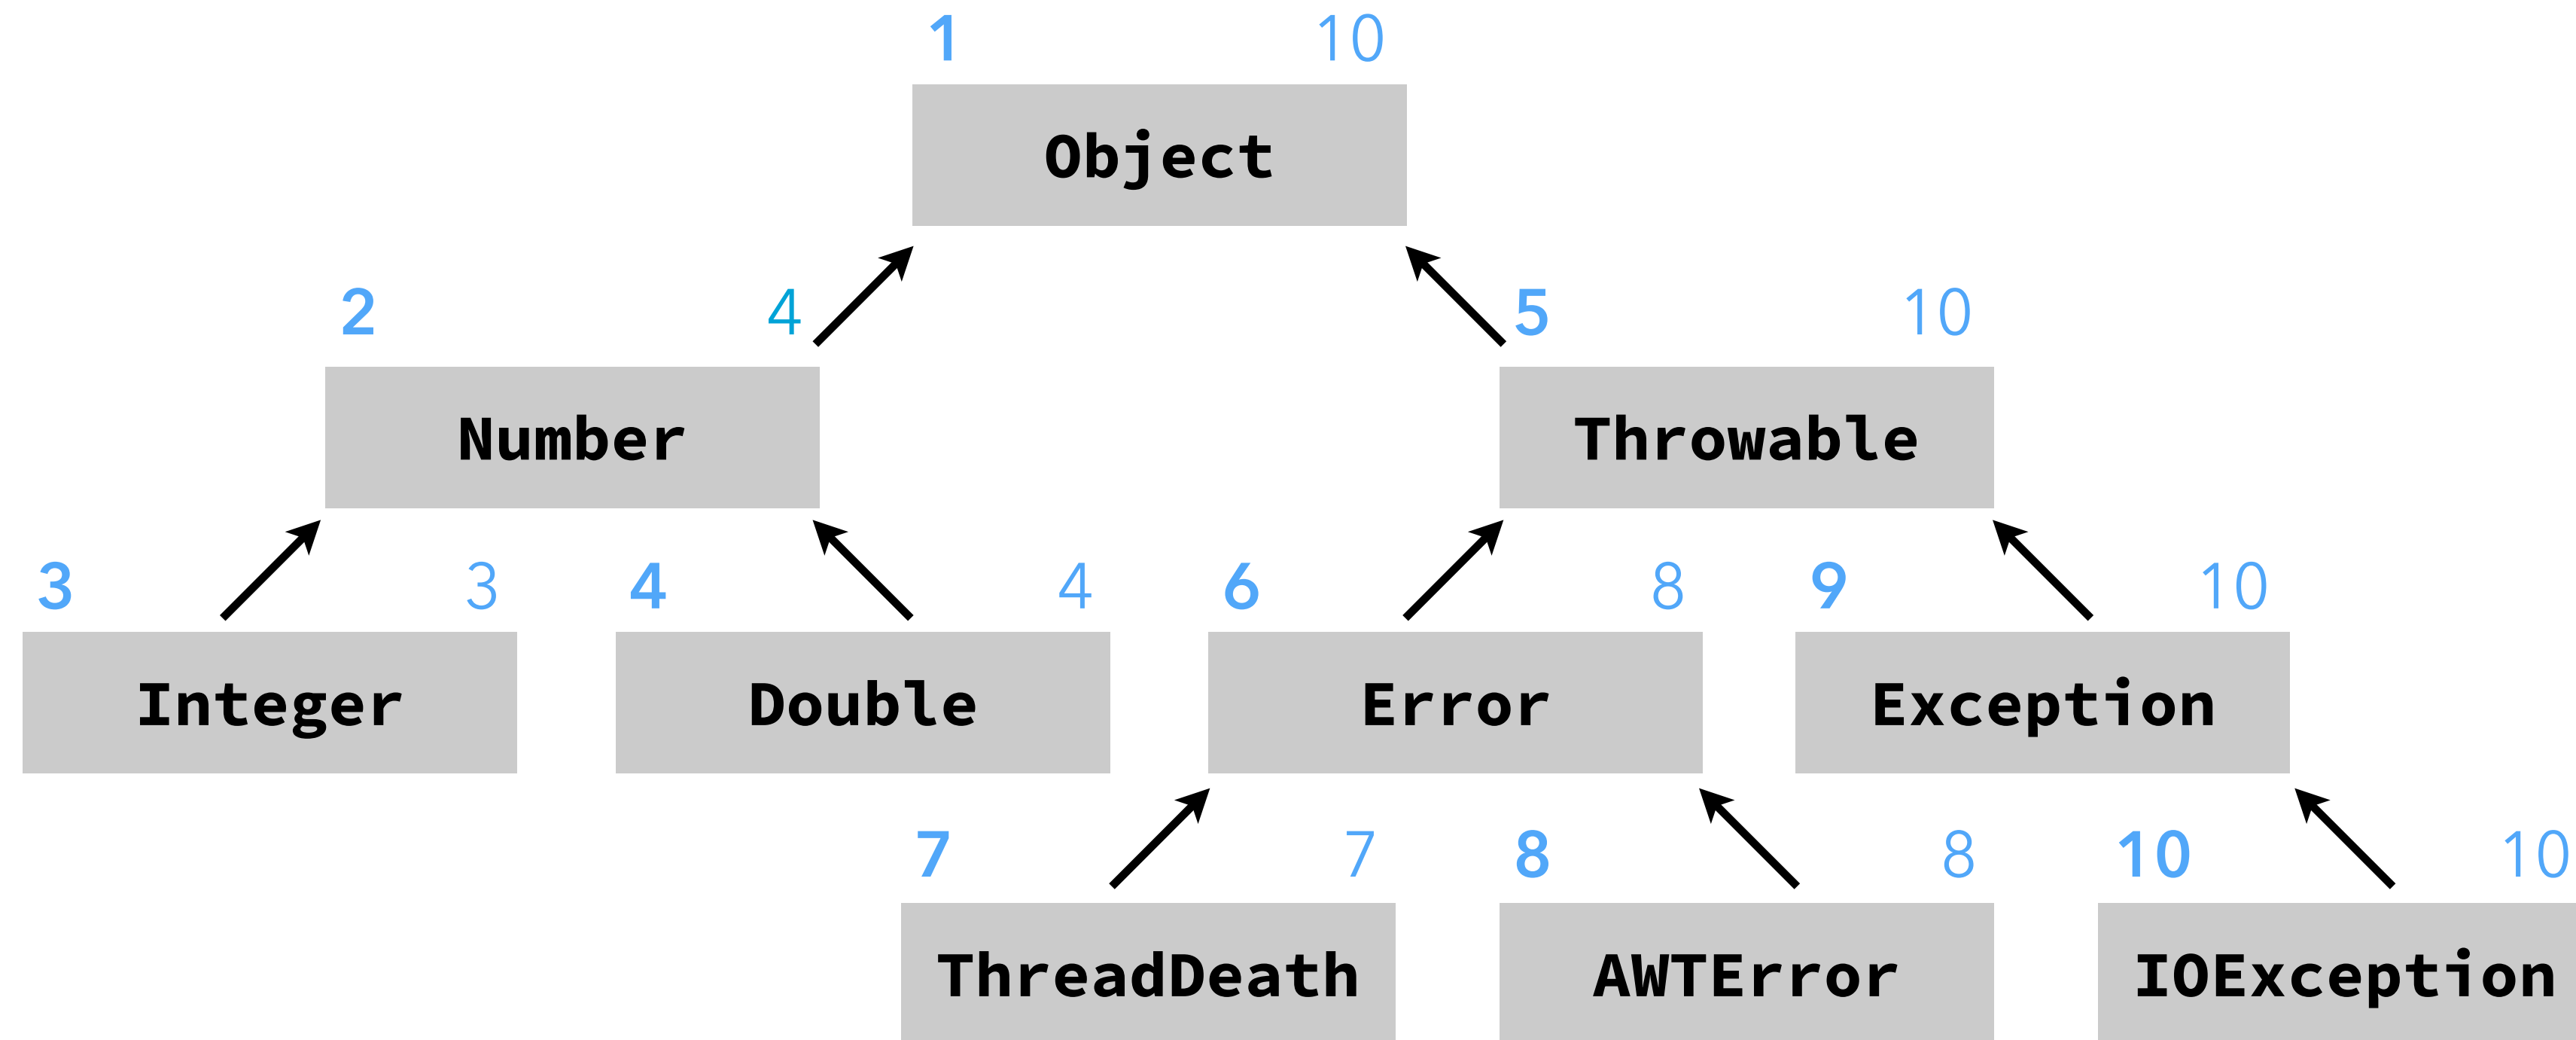 1 10
Object
2 4 5 10
Number Throwable
3 3 4 4 6 8 9 10
Integer Double Error Exception
7 7 8 8 10 10
ThreadDeath AWTError IOException